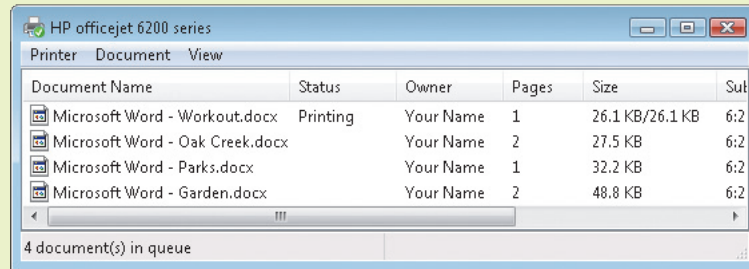 HP officejet 6200 series
Printer Document View
Document Name Status Owner Pages Size Sub
Microsoft Word - Workout.docx Printing Your Name 1 26.1 KB/26.1 KB 6:2
Microsoft Word - Oak Creek.docx Your Name 2 27.5 KB 6:2
Microsoft Word - Parks.docx Your Name 1 32.2 KB 6:2
Microsoft Word - Garden.docx Your Name 2 48.8 KB 6:2
4 document(s) in queue